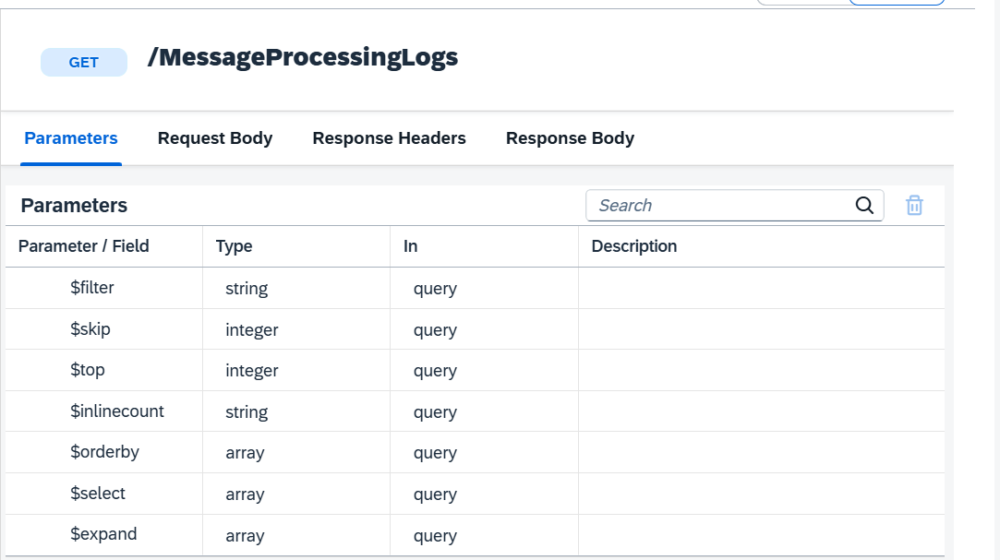 GET /MessageProcessingLogs
Parameters Request Body Response Headers Response Body
Parameters Search
Parameter / Field Type In Description
$filter string query
$skip integer query
$top integer query
$inlinecount string query
$orderby array query
$select array query
$expand array query